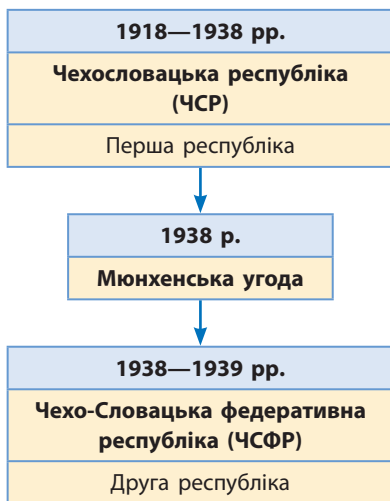 1918—1938 рр.
Чехословацька республіка
(ЧСР)
Перша республіка
1938 р.
Мюнхенська угода
1938—1939 рр.
Чехо-Словацька федеративна
республіка (ЧСФР)
Друга республіка